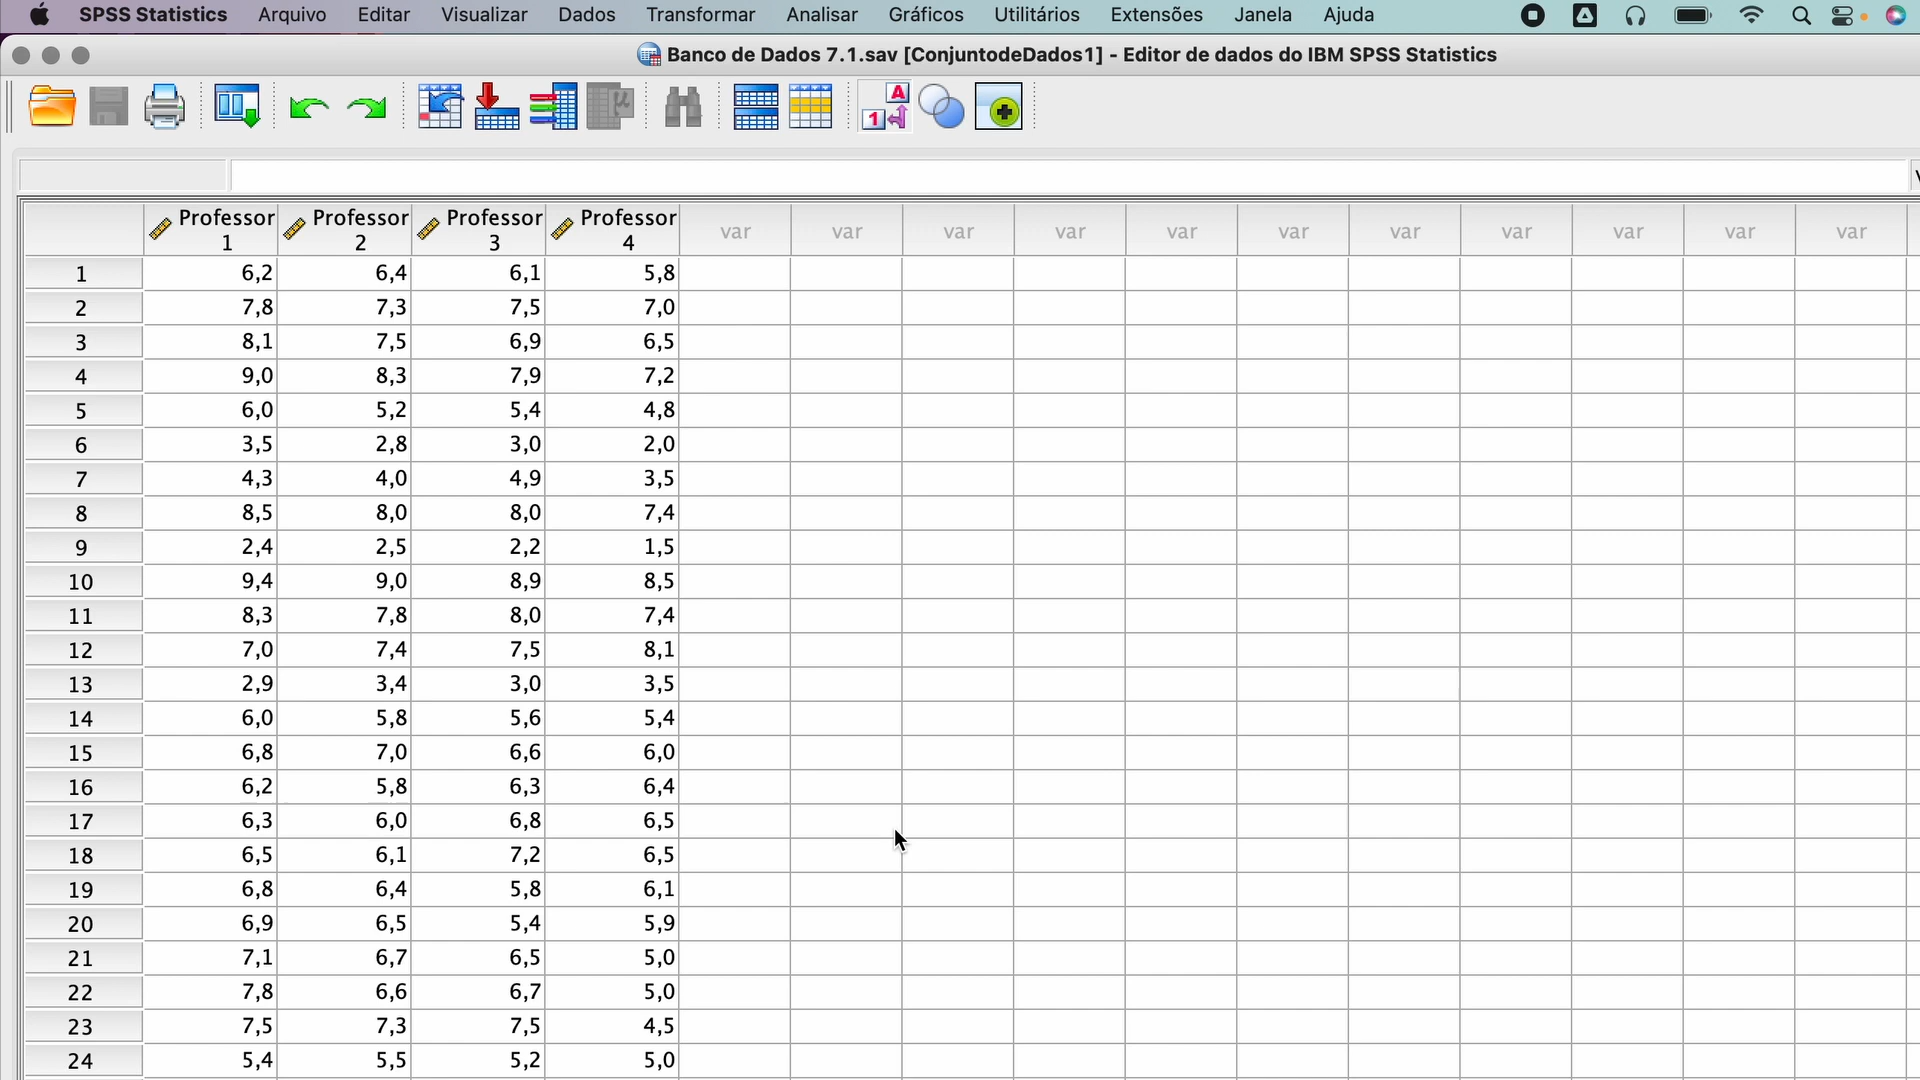 SPSS Statistics Arquivo Editar Visualizar Dados Transformar Analisar Gráficos Utilitários Extensões Janela Ajuda
Banco de Dados 7.1.sav [ConjuntodeDados1] - Editor de dados do IBM SPSS Statistics
Professor 1 Professor 2 Professor 3 Professor 4 var var var var var var var var var var var
1 6,2 6,4 6,1 5,8
2 7,8 7,3 7,5 7,0
3 8,1 7,5 6,9 6,5
4 9,0 8,3 7,9 7,2
5 6,0 5,2 5,4 4,8
6 3,5 2,8 3,0 2,0
7 4,3 4,0 4,9 3,5
8 8,5 8,0 8,0 7,4
9 2,4 2,5 2,2 1,5
10 9,4 9,0 8,9 8,5
11 8,3 7,8 8,0 7,4
12 7,0 7,4 7,5 8,1
13 2,9 3,4 3,0 3,5
14 6,0 5,8 5,6 5,4
15 6,8 7,0 6,6 6,0
16 6,2 5,8 6,3 6,4
17 6,3 6,0 6,8 6,5
18 6,5 6,1 7,2 6,5
19 6,8 6,4 5,8 6,1
20 6,9 6,5 5,4 5,9
21 7,1 6,7 6,5 5,0
22 7,8 6,6 6,7 5,0
23 7,5 7,3 7,5 4,5
24 5,4 5,5 5,2 5,0